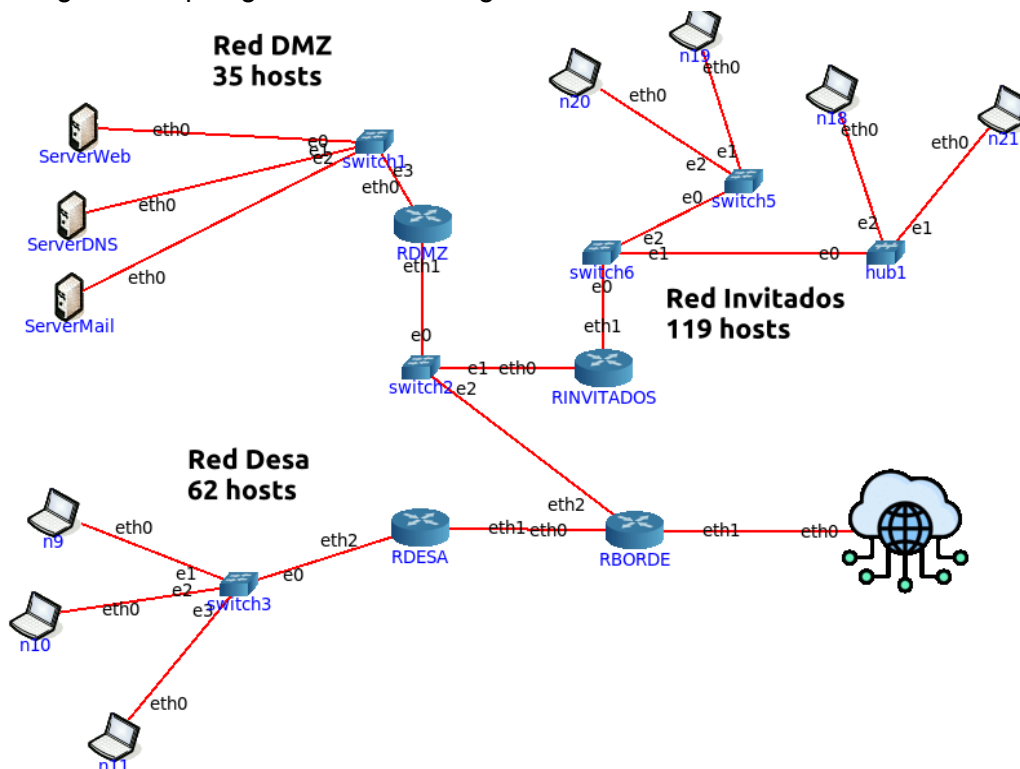 Red DMZ
35 hosts
ServerWeb
eth0
ServerDNS
eth0
ServerMail
eth0
e0
e1
e2
switch1
e3
eth0
RDMZ
eth1
e0
switch2
e1
eth0
e2
RINVITADOS
eth1
e0
switch6
e2
e1
e0
switch5
e2
e1
n20
eth0
n19
eth0
n18
eth0
n21
eth0
e2
e1
e0
hub1
Red Invitados
119 hosts
Red Desa
62 hosts
n9
eth0
n10
eth0
n11
eth0
e1
e2
e3
switch3
e0
eth2
RDESA
eth1
eth0
eth2
RBORDE
eth1
eth0